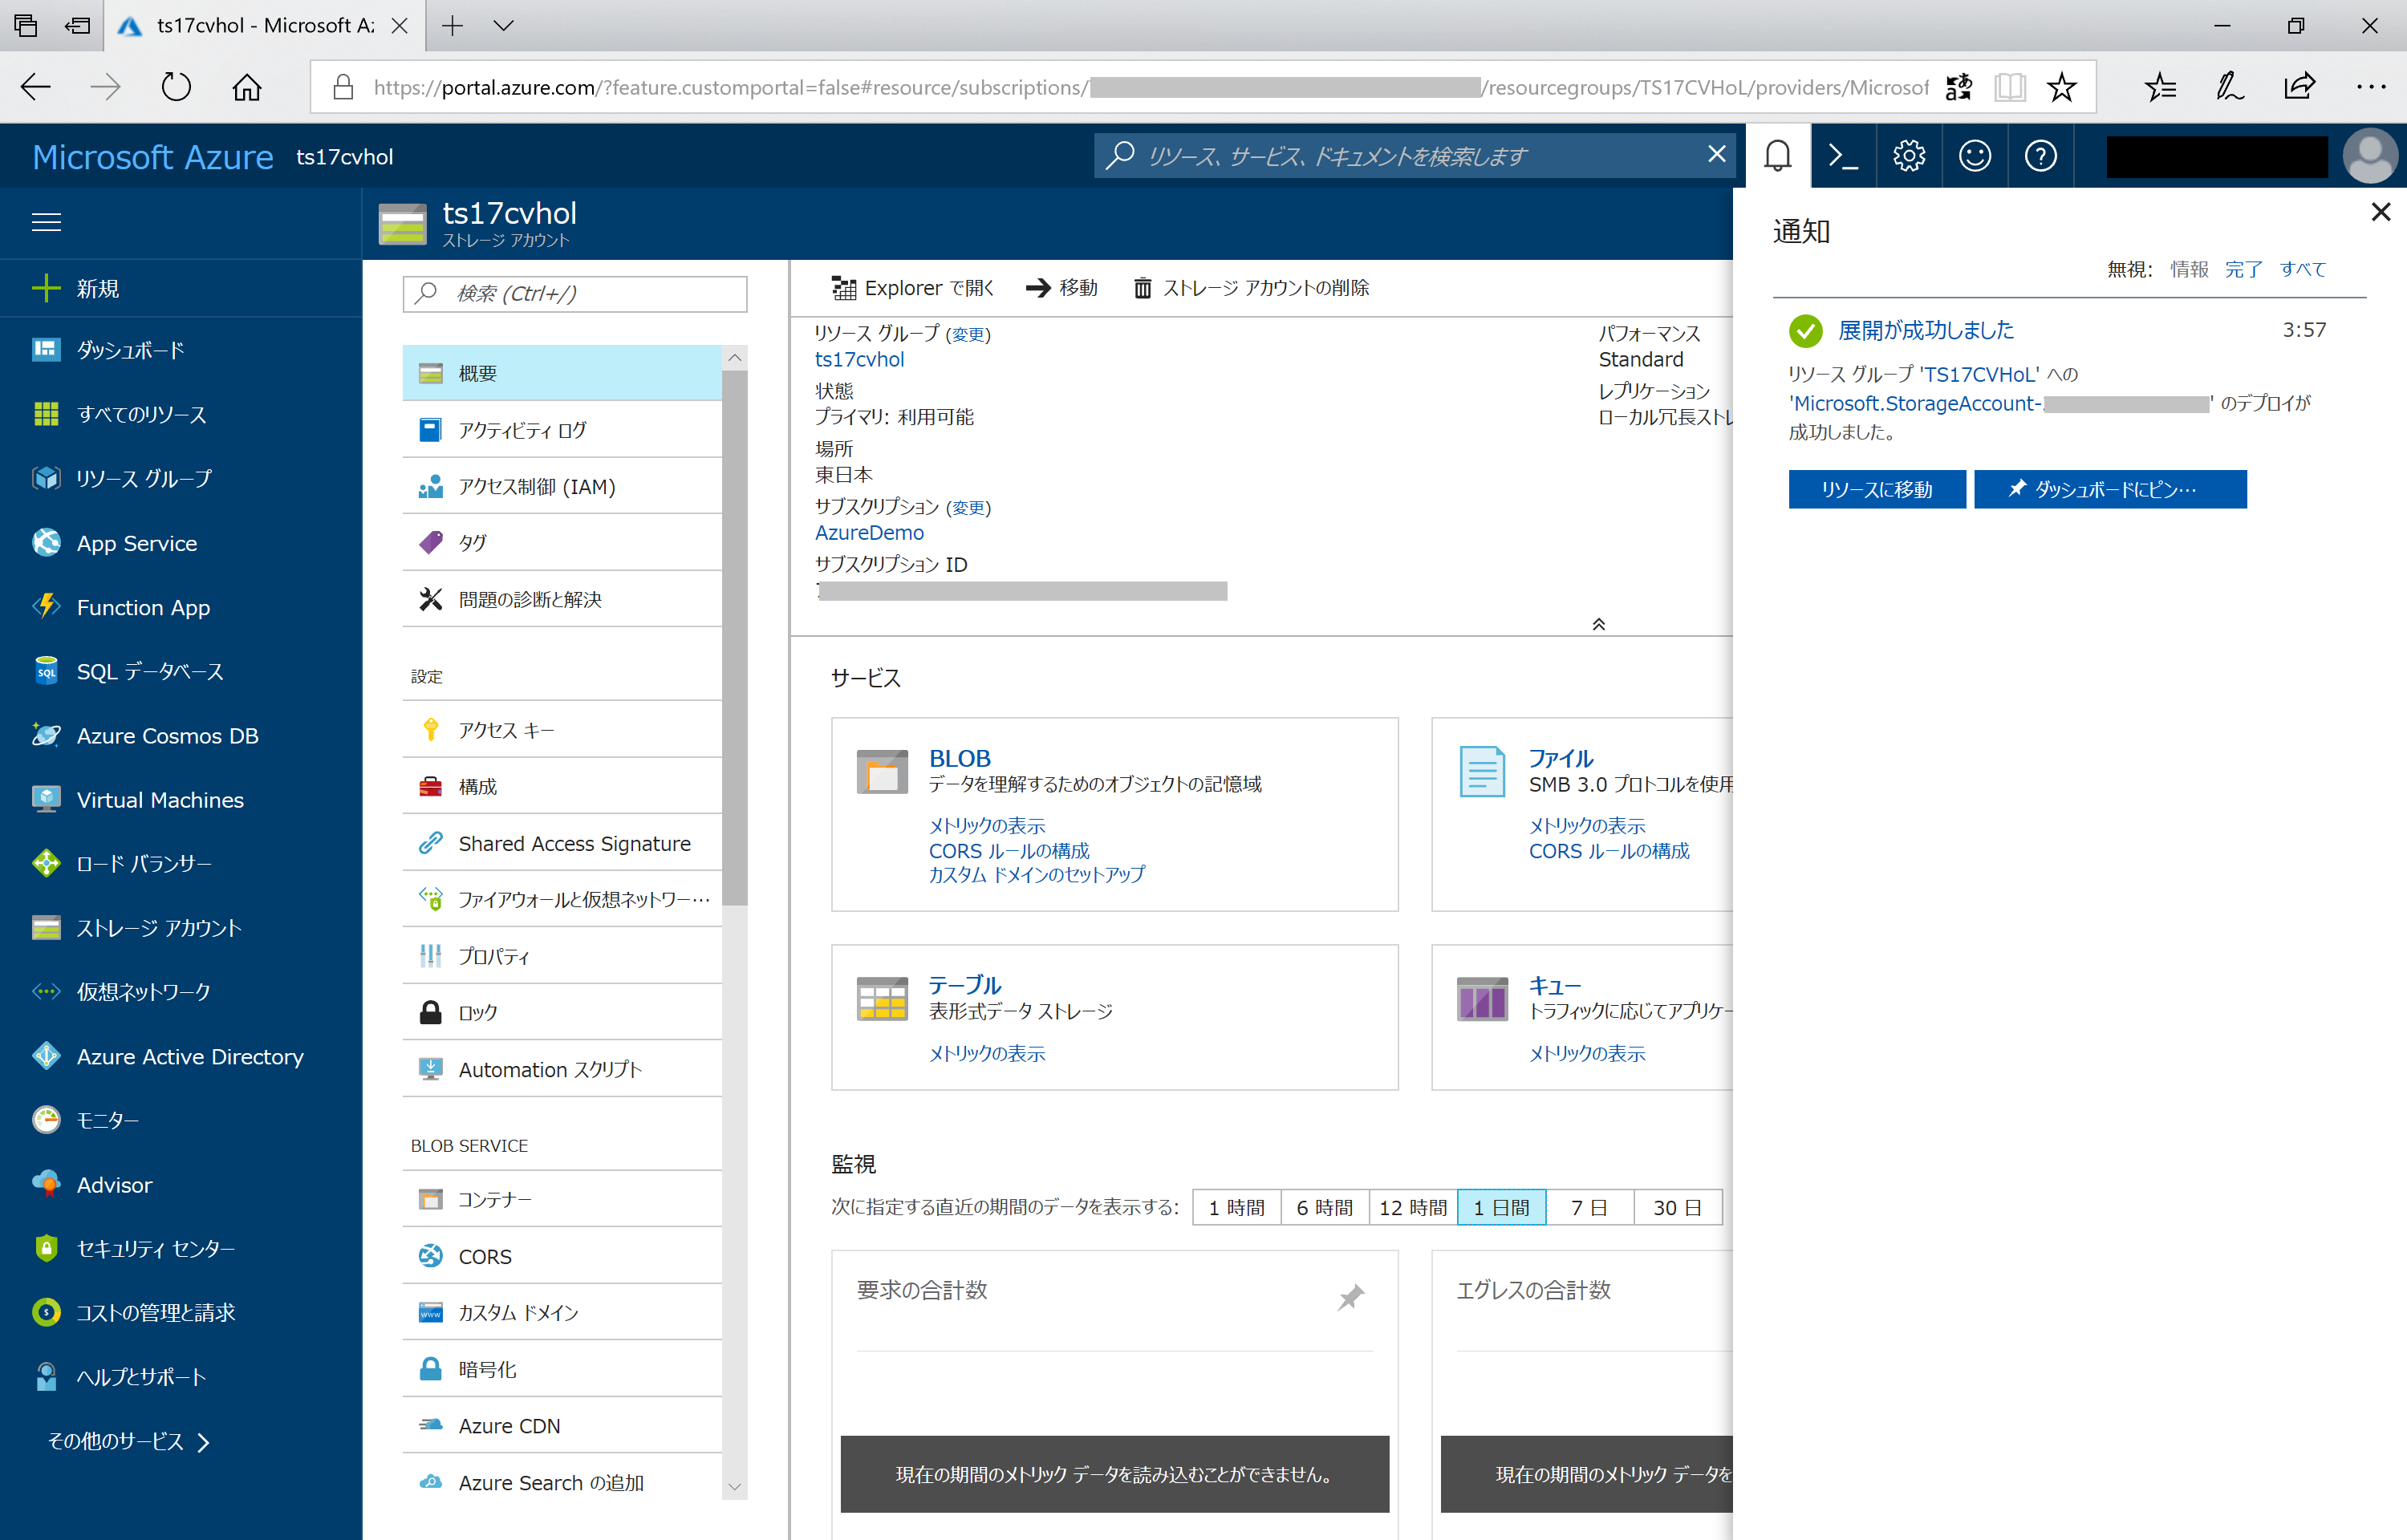 ts17cvhol - Microsoft Az
https://portal.azure.com/?feature.customportal=false#resource/subscriptions/ /resourcegroups/TS17CVHoL/providers/Microsof
Microsoft Azure ts17cvhol
リソース、サービス、ドキュメントを検索します
ts17cvhol
ストレージ アカウント
新規
ダッシュボード
すべてのリソース
リソース グループ
App Service
Function App
SQL データベース
Azure Cosmos DB
Virtual Machines
ロード バランサー
ストレージ アカウント
仮想ネットワーク
Azure Active Directory
モニター
Advisor
セキュリティ センター
コストの管理と請求
ヘルプとサポート
その他のサービス
検索 (Ctrl+/)
概要
アクティビティ ログ
アクセス制御 (IAM)
タグ
問題の診断と解決
設定
アクセス キー
構成
Shared Access Signature
ファイアウォールと仮想ネットワー…
プロパティ
ロック
Automation スクリプト
BLOB SERVICE
コンテナー
CORS
カスタム ドメイン
暗号化
Azure CDN
Azure Search の追加
Explorer で開く 移動 ストレージ アカウントの削除
リソース グループ (変更)
ts17cvhol
状態
プライマリ: 利用可能
場所
東日本
サブスクリプション (変更)
AzureDemo
サブスクリプション ID
パフォーマンス
Standard
レプリケーション
ローカル冗長ストレ
サービス
BLOB
データを理解するためのオブジェクトの記憶域
メトリックの表示
CORS ルールの構成
カスタム ドメインのセットアップ
ファイル
SMB 3.0 プロトコルを使用
メトリックの表示
CORS ルールの構成
テーブル
表形式データ ストレージ
メトリックの表示
キュー
トラフィックに応じてアプリケー
メトリックの表示
監視
次に指定する直近の期間のデータを表示する: 1 時間 6 時間 12 時間 1 日間 7 日 30 日
要求の合計数
現在の期間のメトリック データを読み込むことができません。
エグレスの合計数
現在の期間のメトリック データを
通知
無視: 情報 完了 すべて
展開が成功しました 3:57
リソース グループ 'TS17CVHoL' への
'Microsoft.StorageAccount- ' のデプロイが
成功しました。
リソースに移動 ダッシュボードにピン…